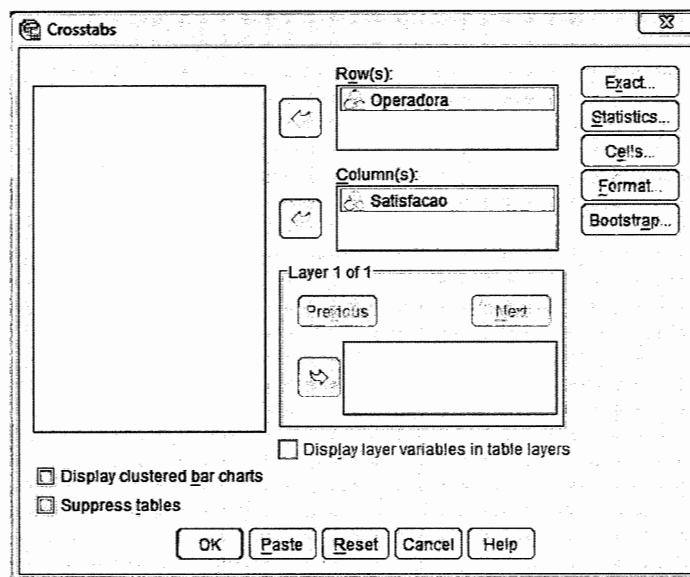 Crosstabs
Row(s):
Operadora
Exact...
Statistics...
Column(s):
Cells...
Satisfacao
Format...
Bootstrap...
Layer 1 of 1
Previous
Next
Display layer variables in table layers
Display clustered bar charts
Suppress tables
OK
Paste
Reset
Cancel
Help